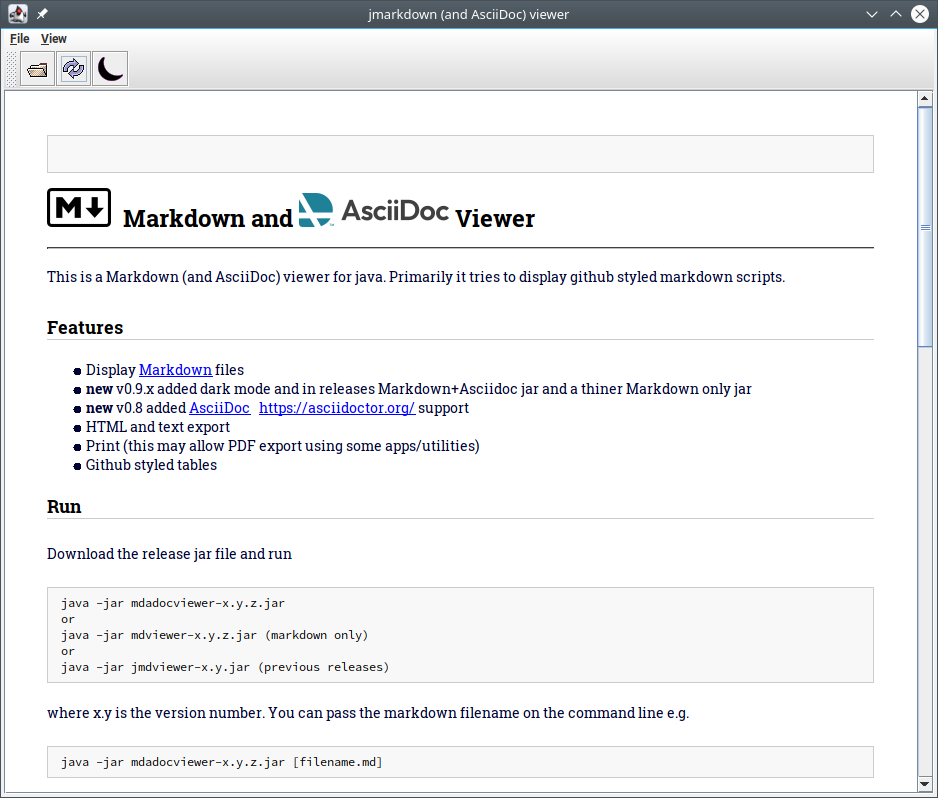 jmarkdown (and AsciiDoc) viewer
File View
M Markdown and AsciiDoc™ Viewer
This is a Markdown (and AsciiDoc) viewer for java. Primarily it tries to display github styled markdown scripts.
Features
● Display Markdown files
● new v0.9.x added dark mode and in releases Markdown+Asciidoc jar and a thiner Markdown only jar
● new v0.8 added AsciiDoc https://asciidoctor.org/ support
● HTML and text export
● Print (this may allow PDF export using some apps/utilities)
● Github styled tables
Run
Download the release jar file and run
java -jar mdadocviewer-x.y.z.jar
or
java -jar mdviewer-x.y.z.jar (markdown only)
or
java -jar jmdviewer-x.y.jar (previous releases)
where x.y is the version number. You can pass the markdown filename on the command line e.g.
java -jar mdadocviewer-x.y.z.jar [filename.md]